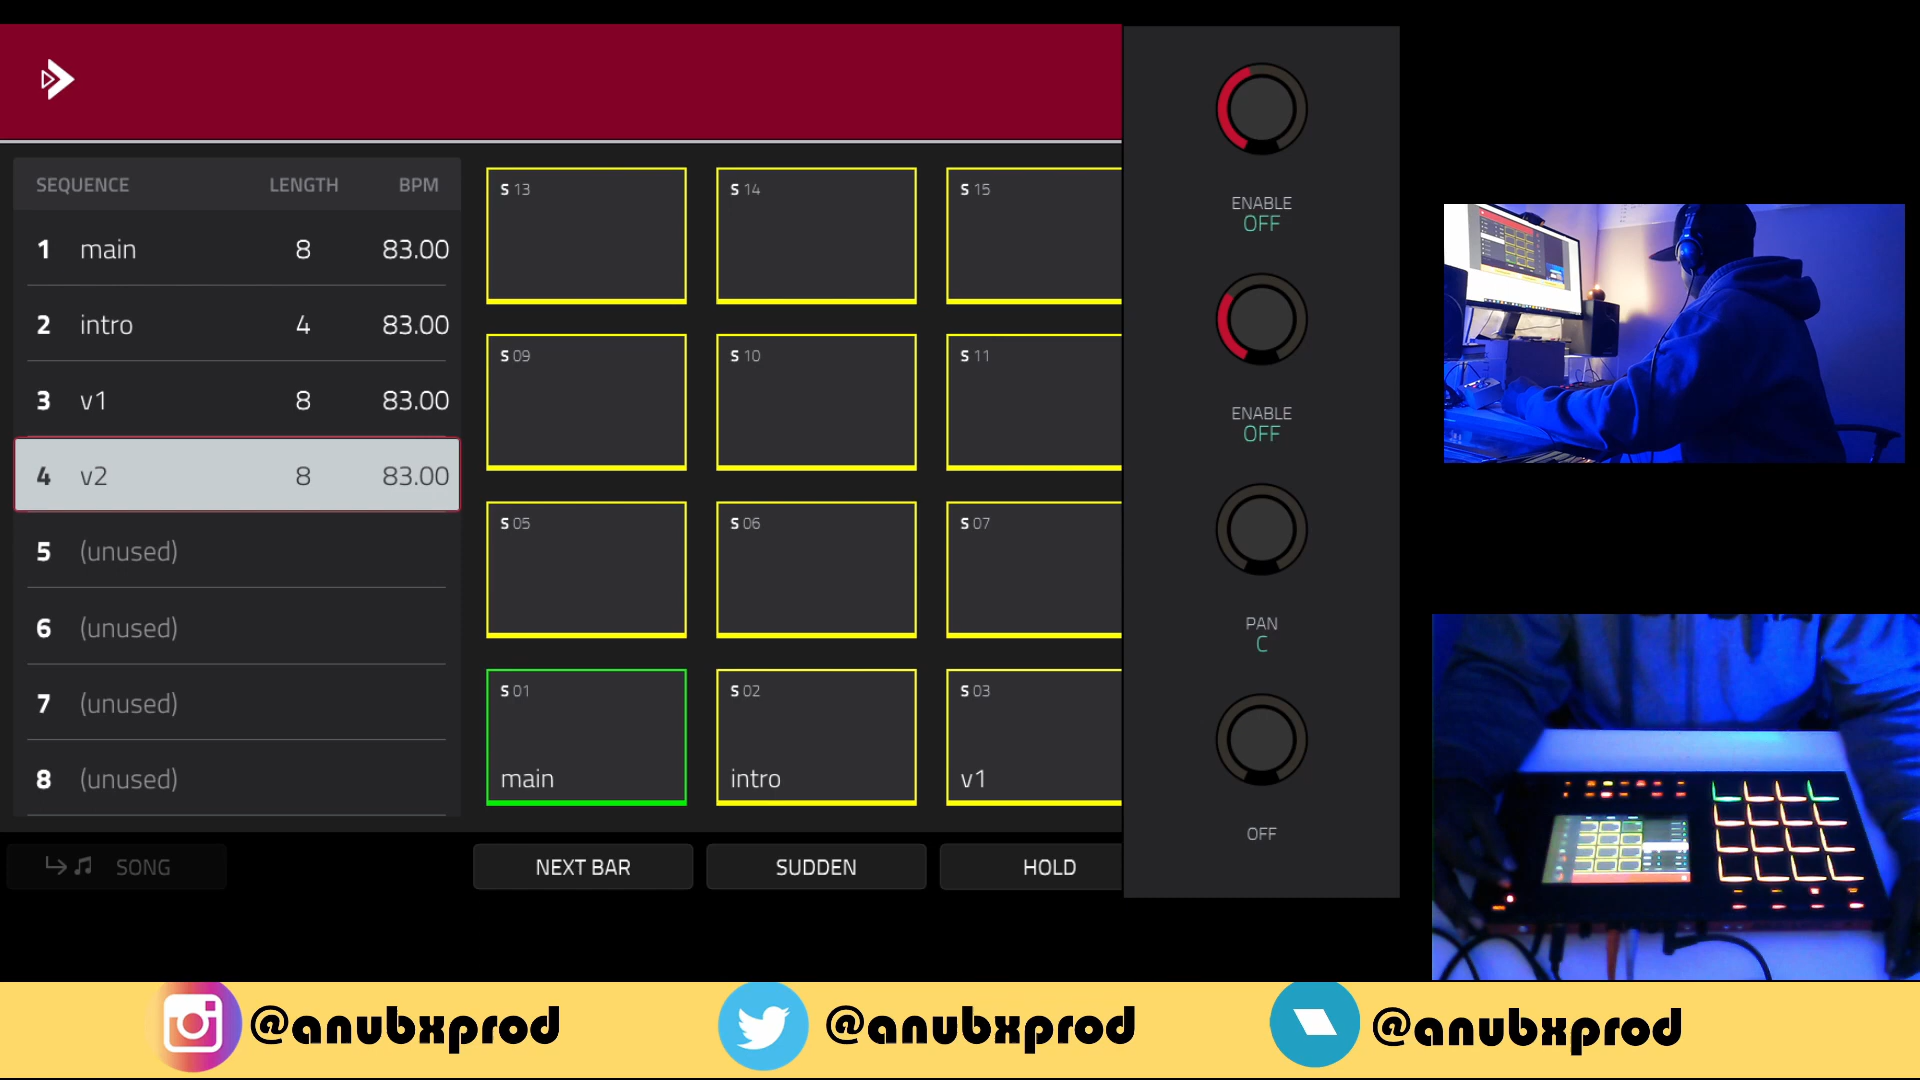 SEQUENCE LENGTH BPM
1 main 8 83.00
2 intro 4 83.00
3 v1 8 83.00
4 v2 8 83.00
5 (unused)
6 (unused)
7 (unused)
8 (unused)
SONG
S 13
S 14
S 15
S 09
S 10
S 11
S 05
S 06
S 07
S 01
main
S 02
intro
S 03
v1
NEXT BAR
SUDDEN
HOLD
ENABLE
OFF
ENABLE
OFF
PAN
C
OFF
@anubxprod
@anubxprod
@anubxprod